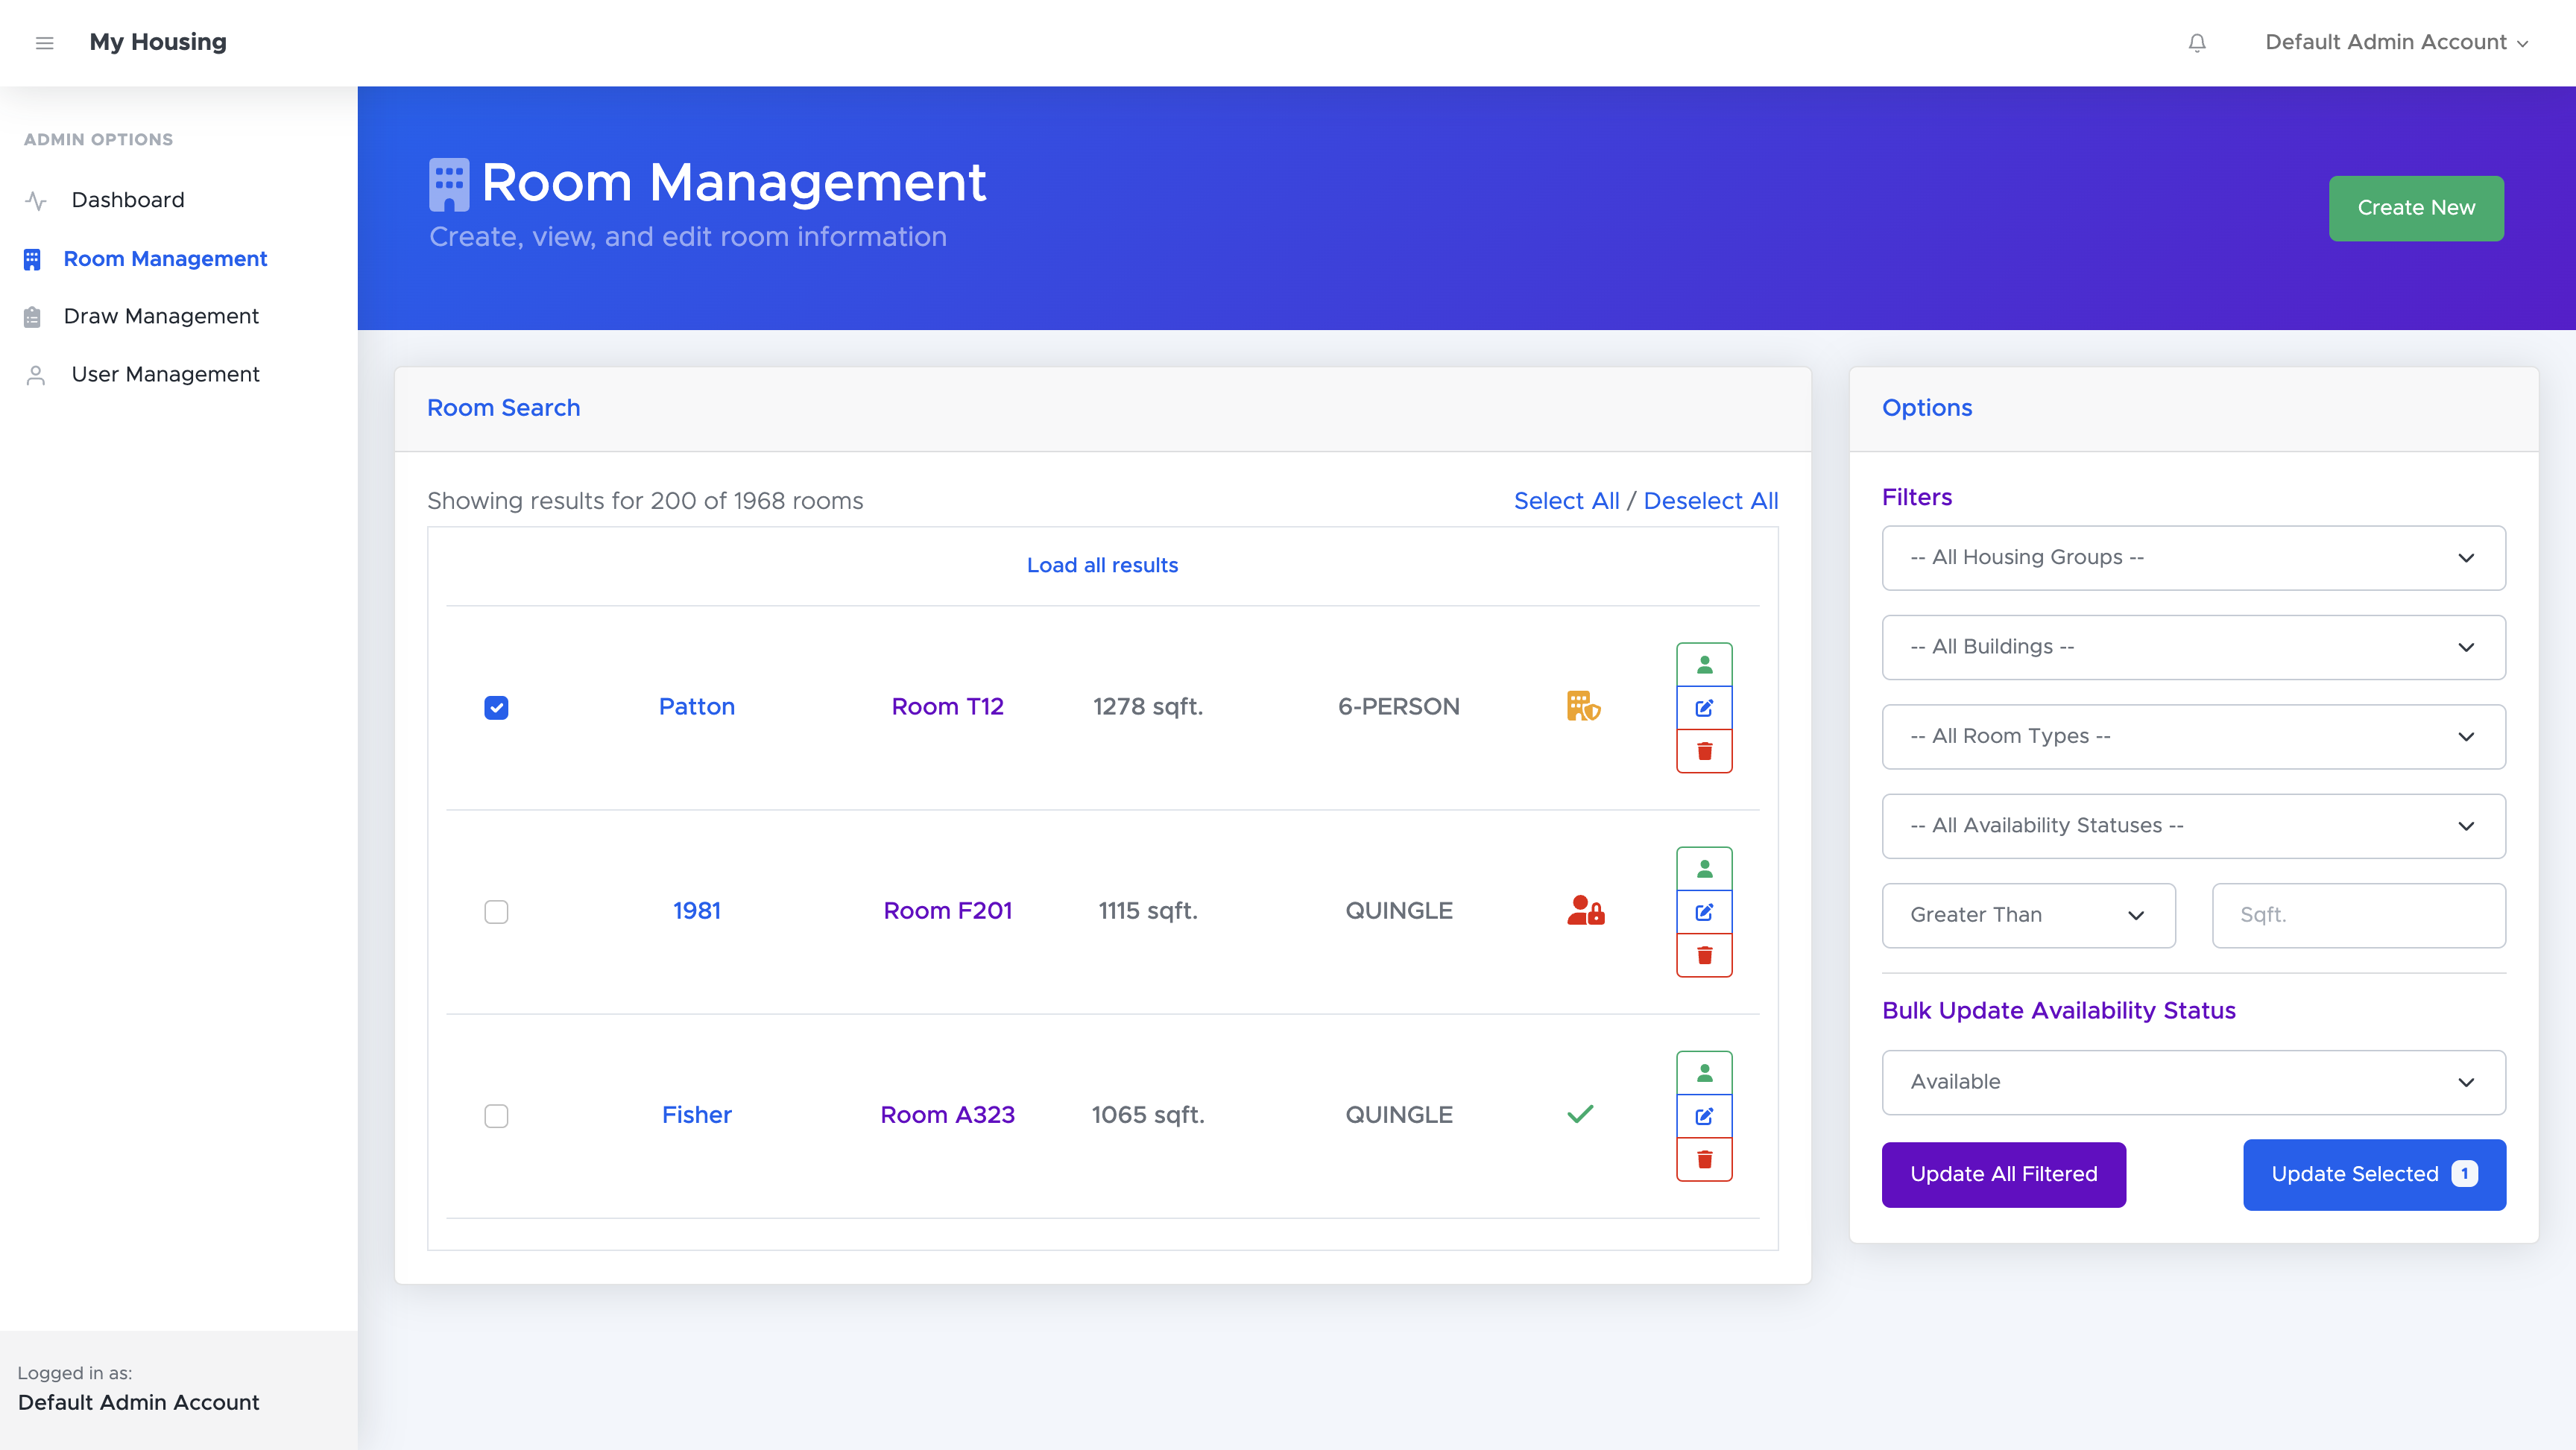 My Housing
Default Admin Account
ADMIN OPTIONS
Dashboard
Room Management
Draw Management
User Management
Logged in as:
Default Admin Account
Room Management
Create, view, and edit room information
Create New
Room Search
Showing results for 200 of 1968 rooms
Select All / Deselect All
Load all results
Patton Room T12 1278 sqft. 6-PERSON
1981 Room F201 1115 sqft. QUINGLE
Fisher Room A323 1065 sqft. QUINGLE
Options
Filters
-- All Housing Groups --
-- All Buildings --
-- All Room Types --
-- All Availability Statuses --
Greater Than Sqft.
Bulk Update Availability Status
Available
Update All Filtered
Update Selected 1